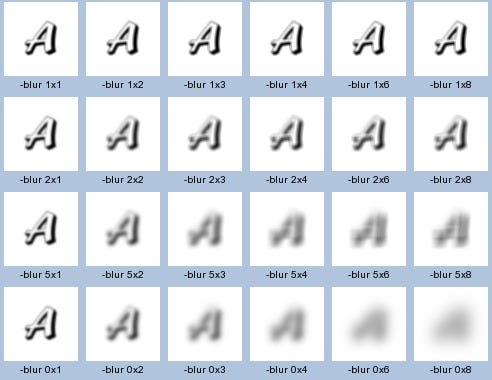 A A A A A A
-blur 1x1 -blur 1x2 -blur 1x3 -blur 1x4 -blur 1x6 -blur 1x8
A A A A A A
-blur 2x1 -blur 2x2 -blur 2x3 -blur 2x4 -blur 2x6 -blur 2x8
A A A A A A
-blur 5x1 -blur 5x2 -blur 5x3 -blur 5x4 -blur 5x6 -blur 5x8
A A A A
-blur 0x1 -blur 0x2 -blur 0x3 -blur 0x4 -blur 0x6 -blur 0x8